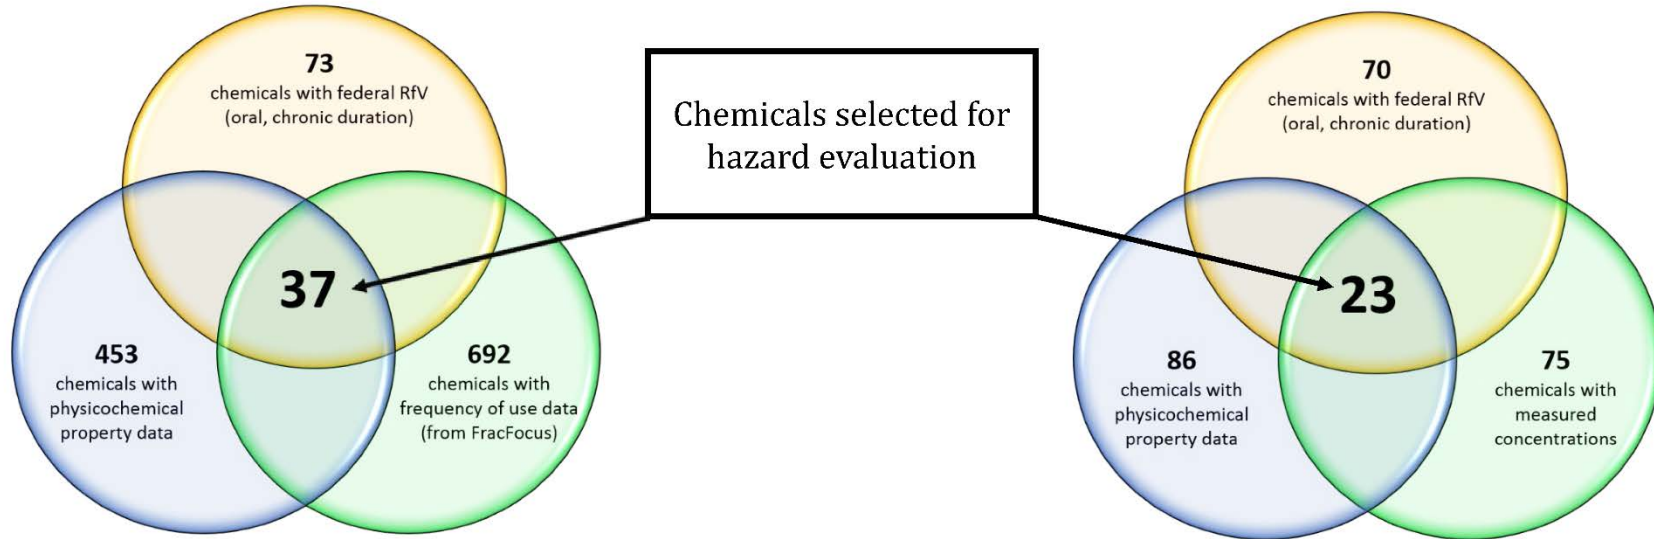 73
chemicals with federal RfV
(oral, chronic duration)
37
453
chemicals with
physicochemical
property data
692
chemicals with
frequency of use data
(from FracFocus)
Chemicals selected for
hazard evaluation
70
chemicals with federal RfV
(oral, chronic duration)
23
86
chemicals with
physicochemical
property data
75
chemicals with
measured
concentrations